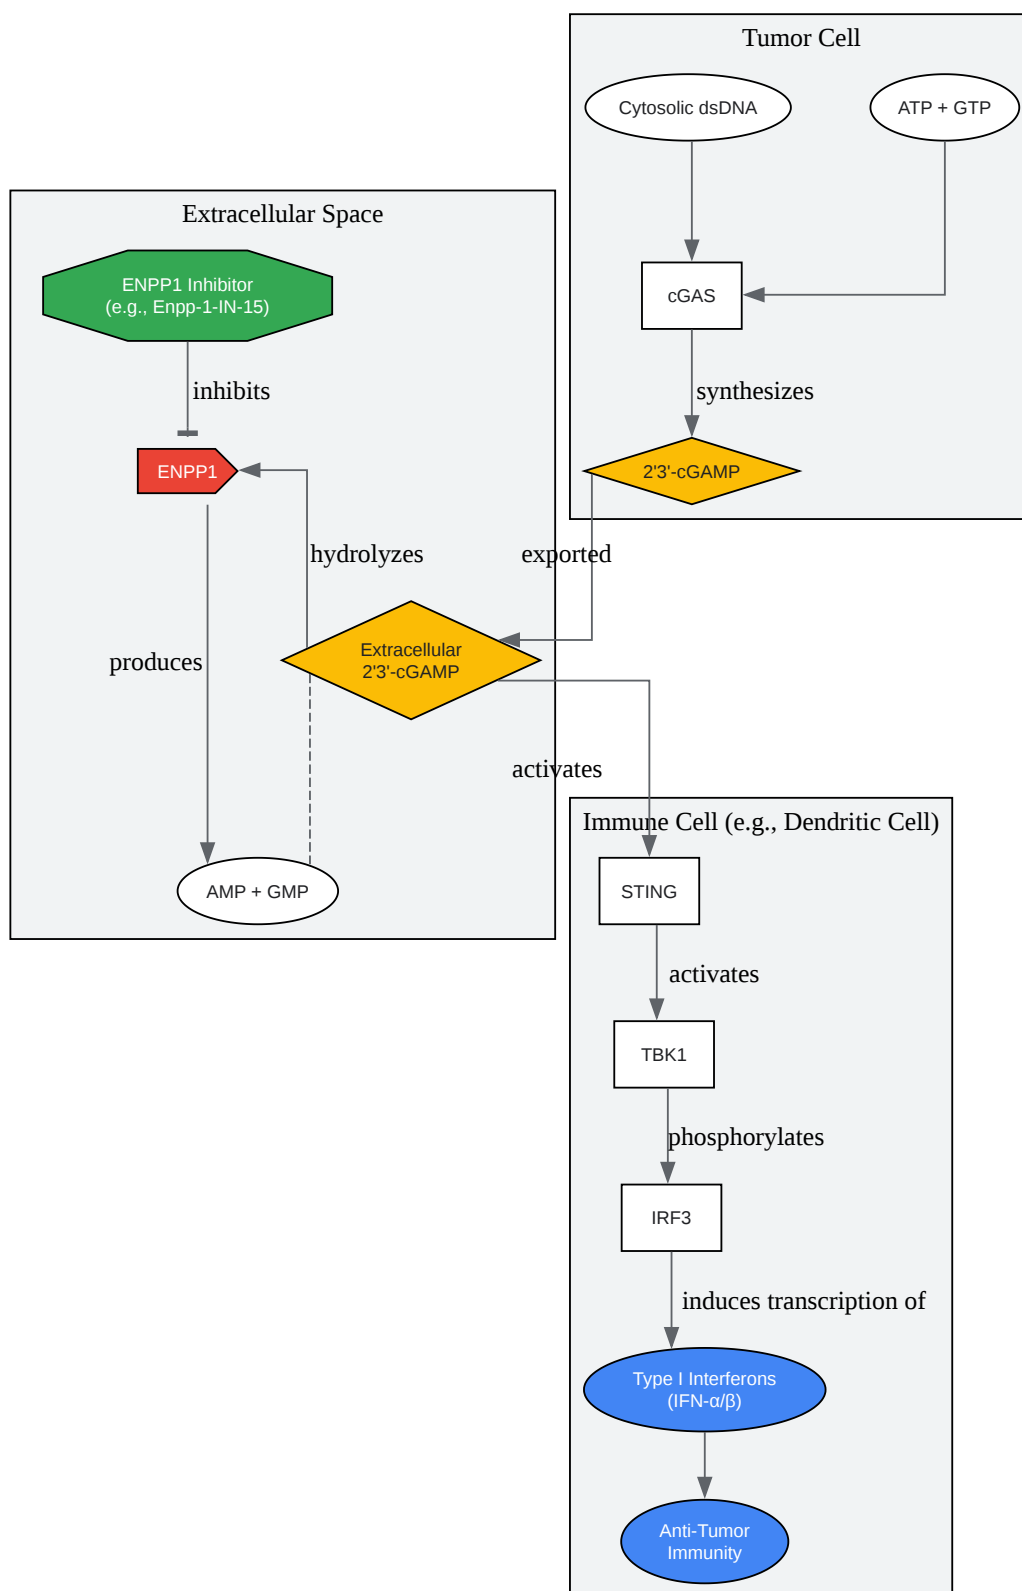 Tumor Cell
Cytosolic dsDNA
ATP + GTP
Extracellular Space
ENPP1 Inhibitor
(e.g., Enpp-1-IN-15)
cGAS
inhibits
synthesizes
ENPP1
2'3'-cGAMP
hydrolyzes
exported
produces
Extracellular
2'3'-cGAMP
activates
Immune Cell (e.g., Dendritic Cell)
AMP + GMP
STING
activates
TBK1
phosphorylates
IRF3
induces transcription of
Type I Interferons
(IFN-α/β)
Anti-Tumor
Immunity